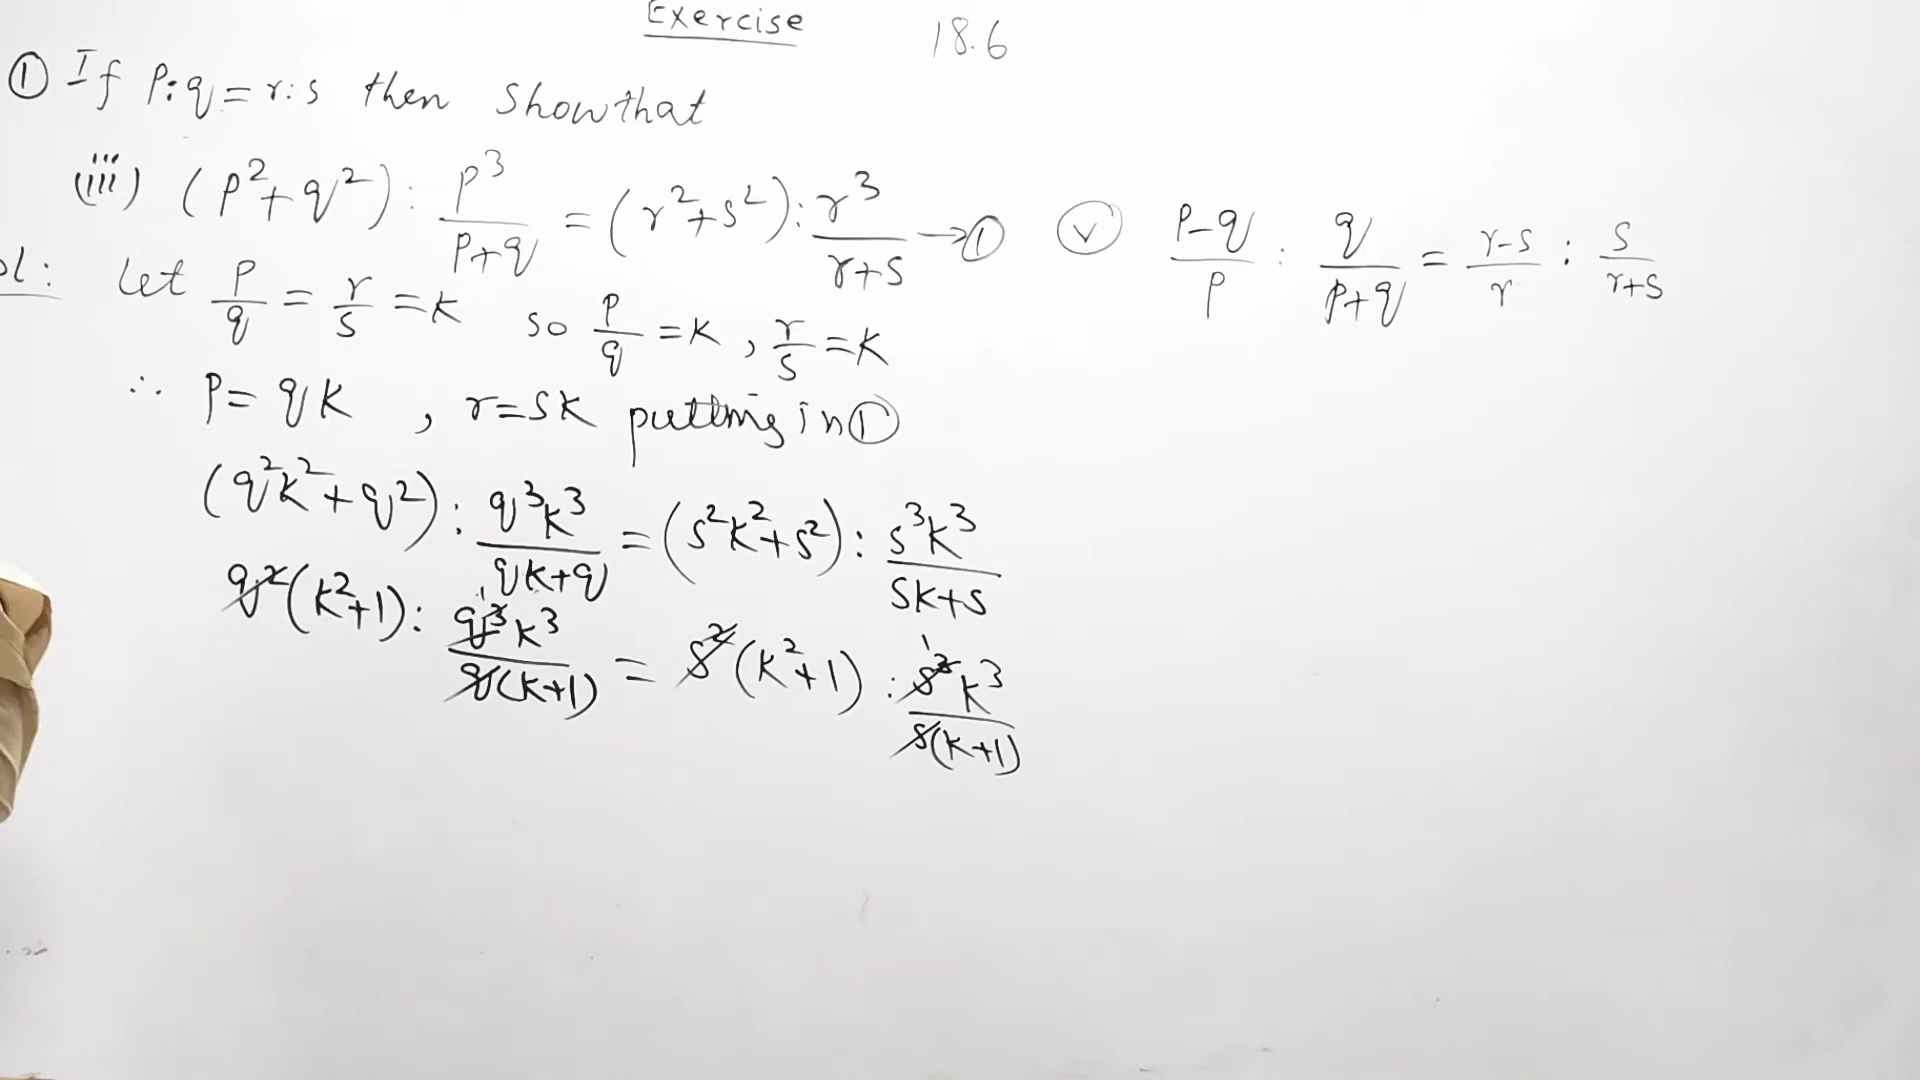 Exercise 18.6
① If P:q = r:s then Show that
(iii) (P²+q²) : P³/(P+q) = (r²+s²) : r³/(r+s) → ①
Sol: Let P/q = r/s = K so P/q = K , r/s = K
∴ P = qK , r = sK putting in ①
(q²K²+q²) : q³K³/(qK+q) = (s²K²+s²) : s³K³/(sK+s)
q²(K²+1) : q³K³/(q(K+1)) = s²(K²+1) : s³K³/(s(K+1))
Ⓥ (P-q)/P : q/(P+q) = (r-s)/r : s/(r+s)